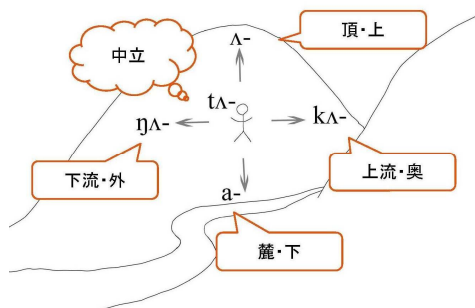 頂・上
中立
ʌ-
tʌ-
ŋʌ-
kʌ-
下流・外
上流・奥
a-
麓・下